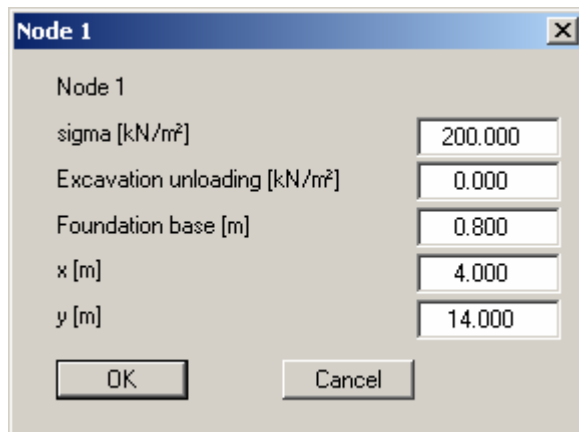 Node 1
Node 1
sigma [kN/m²] 200.000
Excavation unloading [kN/m²] 0.000
Foundation base [m] 0.800
x [m] 4.000
y [m] 14.000
OK Cancel